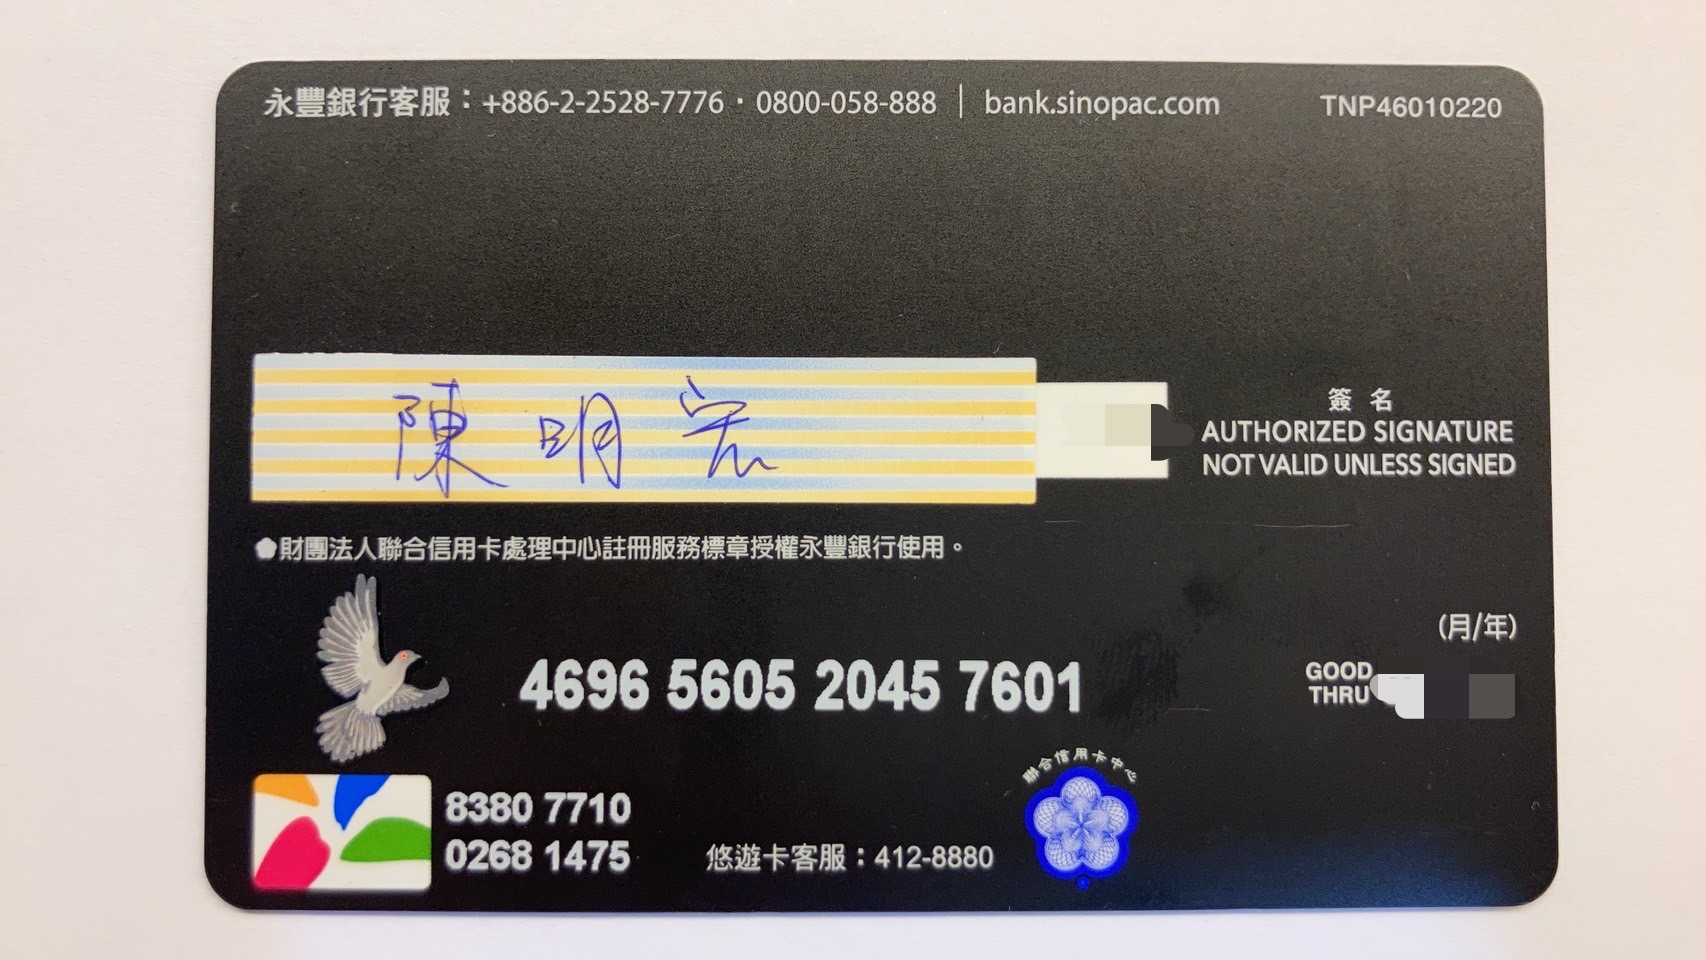 永豐銀行客服：+886-2-2528-7776・0800-058-888｜bank.sinopac.com TNP46010220
陳明宏
簽名
AUTHORIZED SIGNATURE
NOT VALID UNLESS SIGNED
●財團法人聯合信用卡處理中心註冊服務標章授權永豐銀行使用。
(月/年)
4696 5605 2045 7601
GOOD
THRU
聯合信用卡中心
8380 7710
0268 1475
悠遊卡客服：412-8880